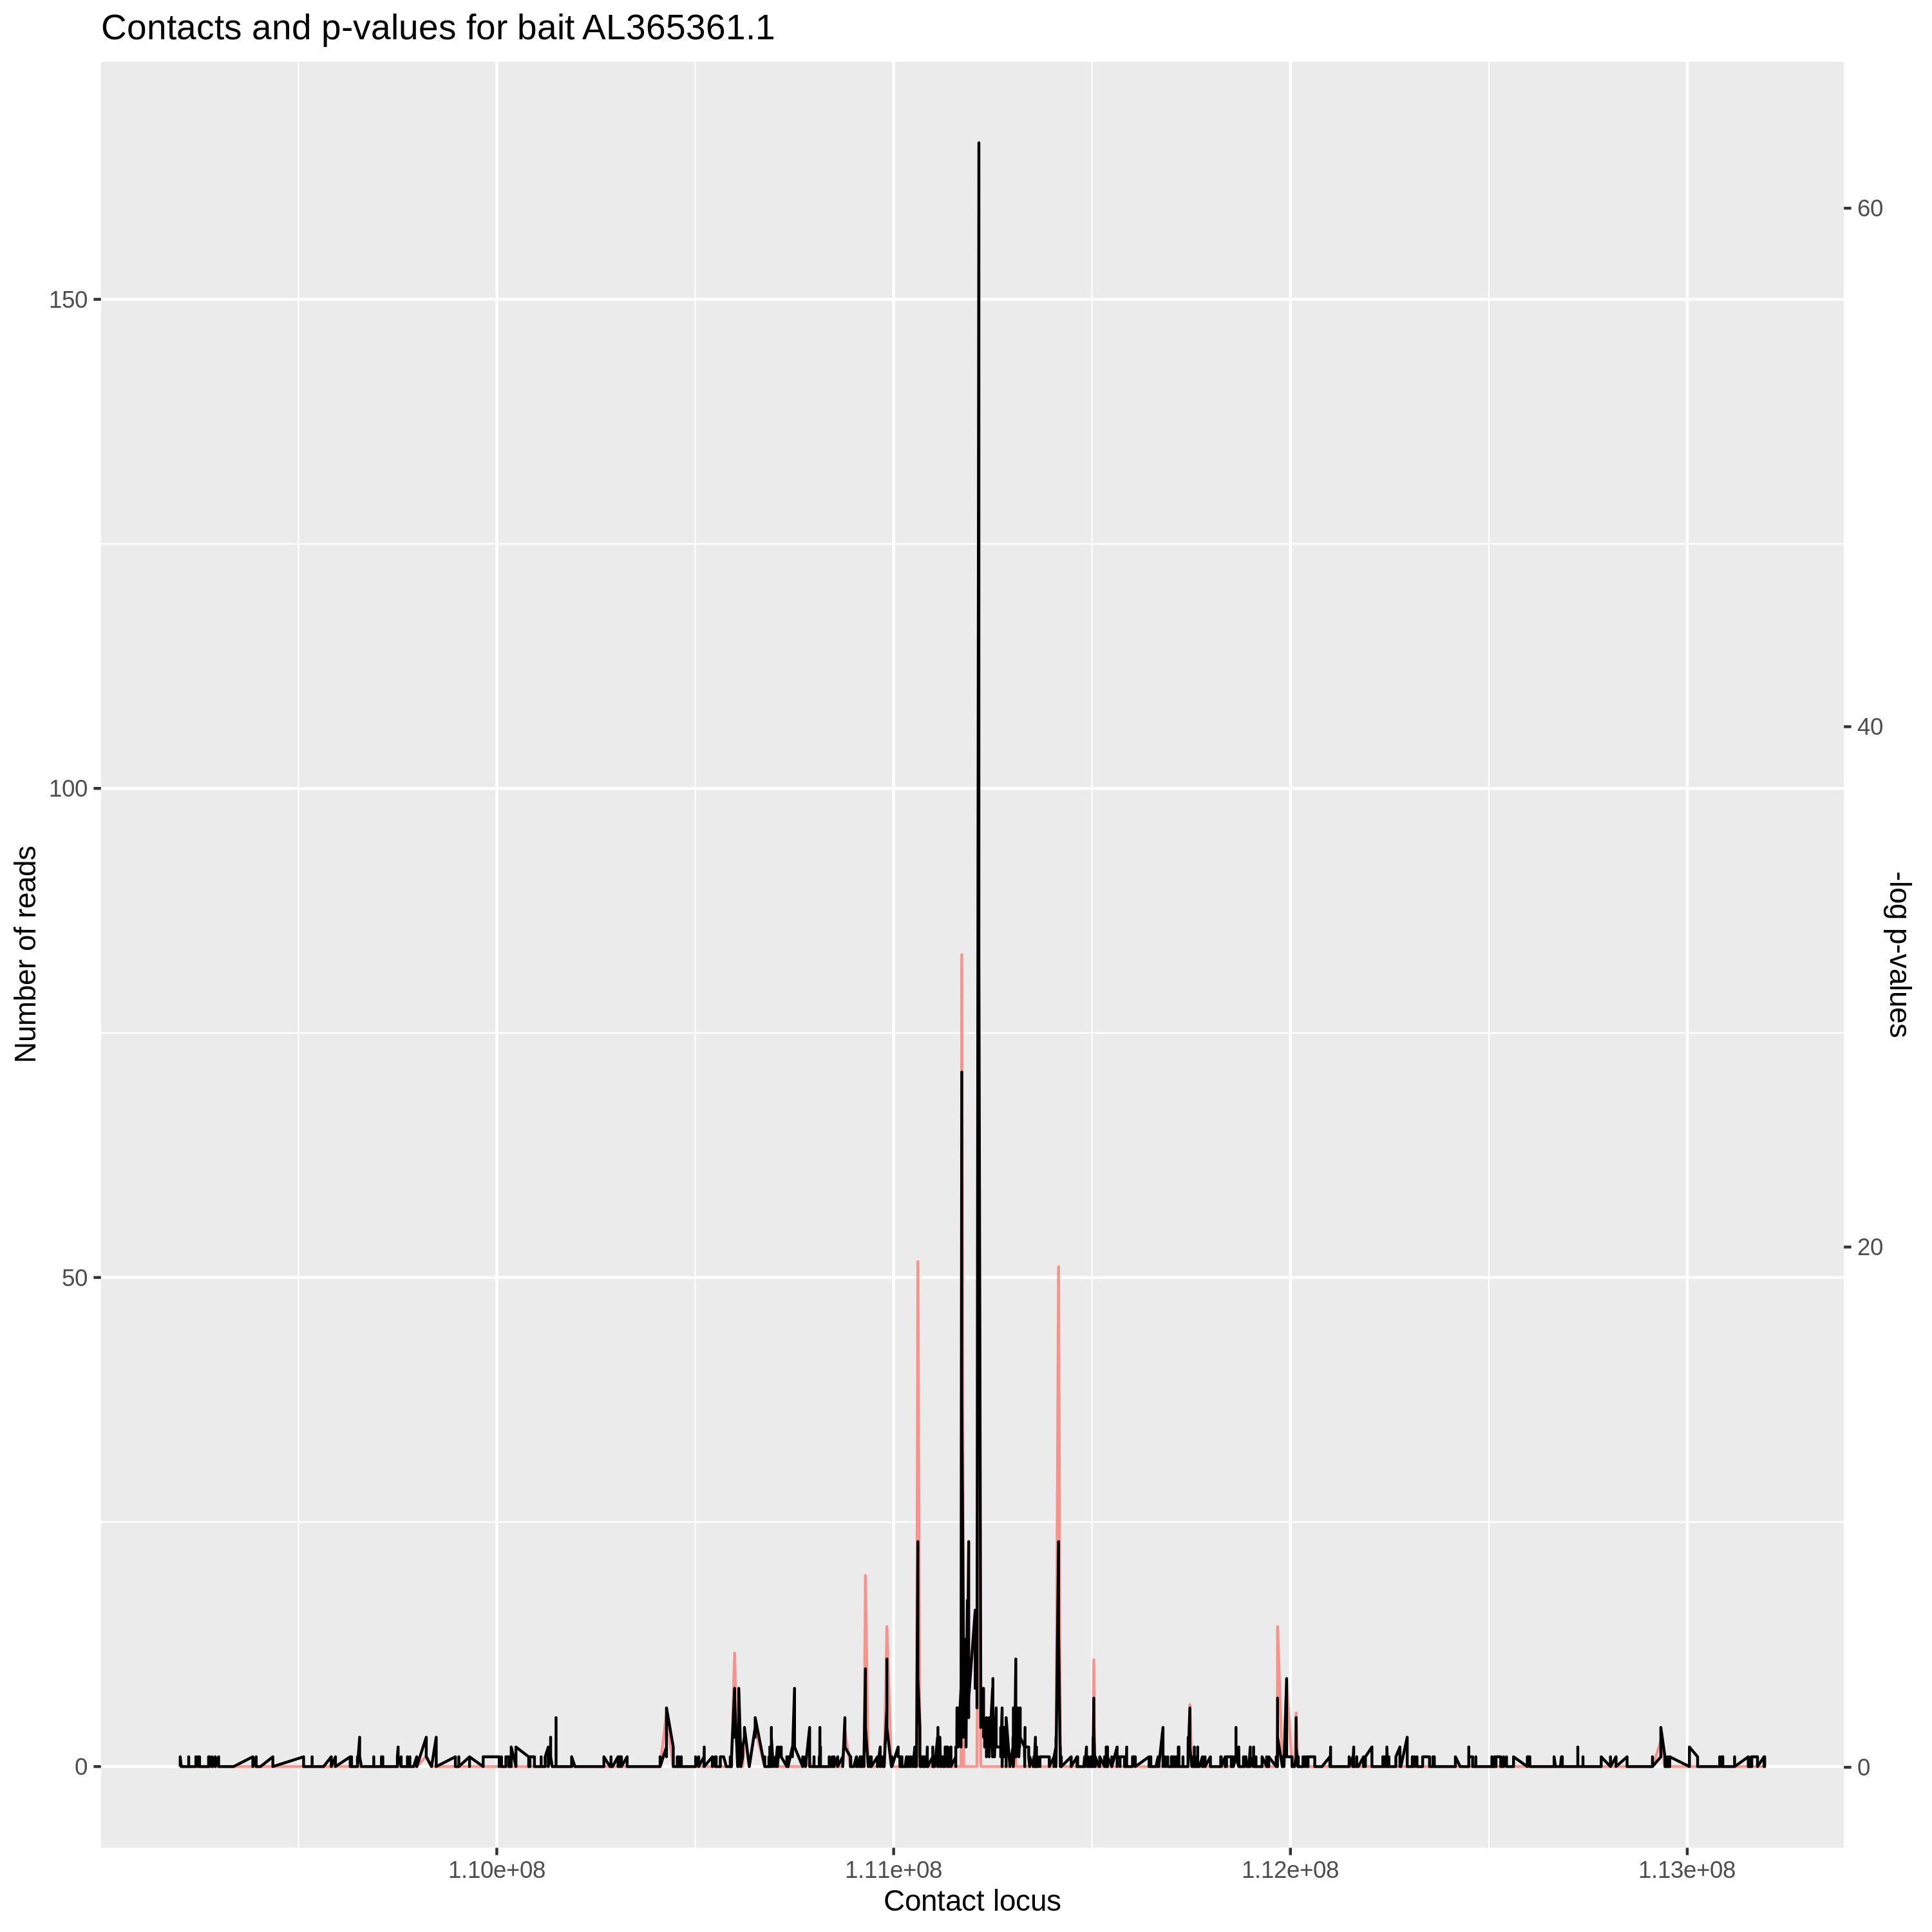 Contacts and p-values for bait AL365361.1
150
100
50
0
60
40
20
0
Number of reads
-log p-values
1.10e+08
1.11e+08
1.12e+08
1.13e+08
Contact locus